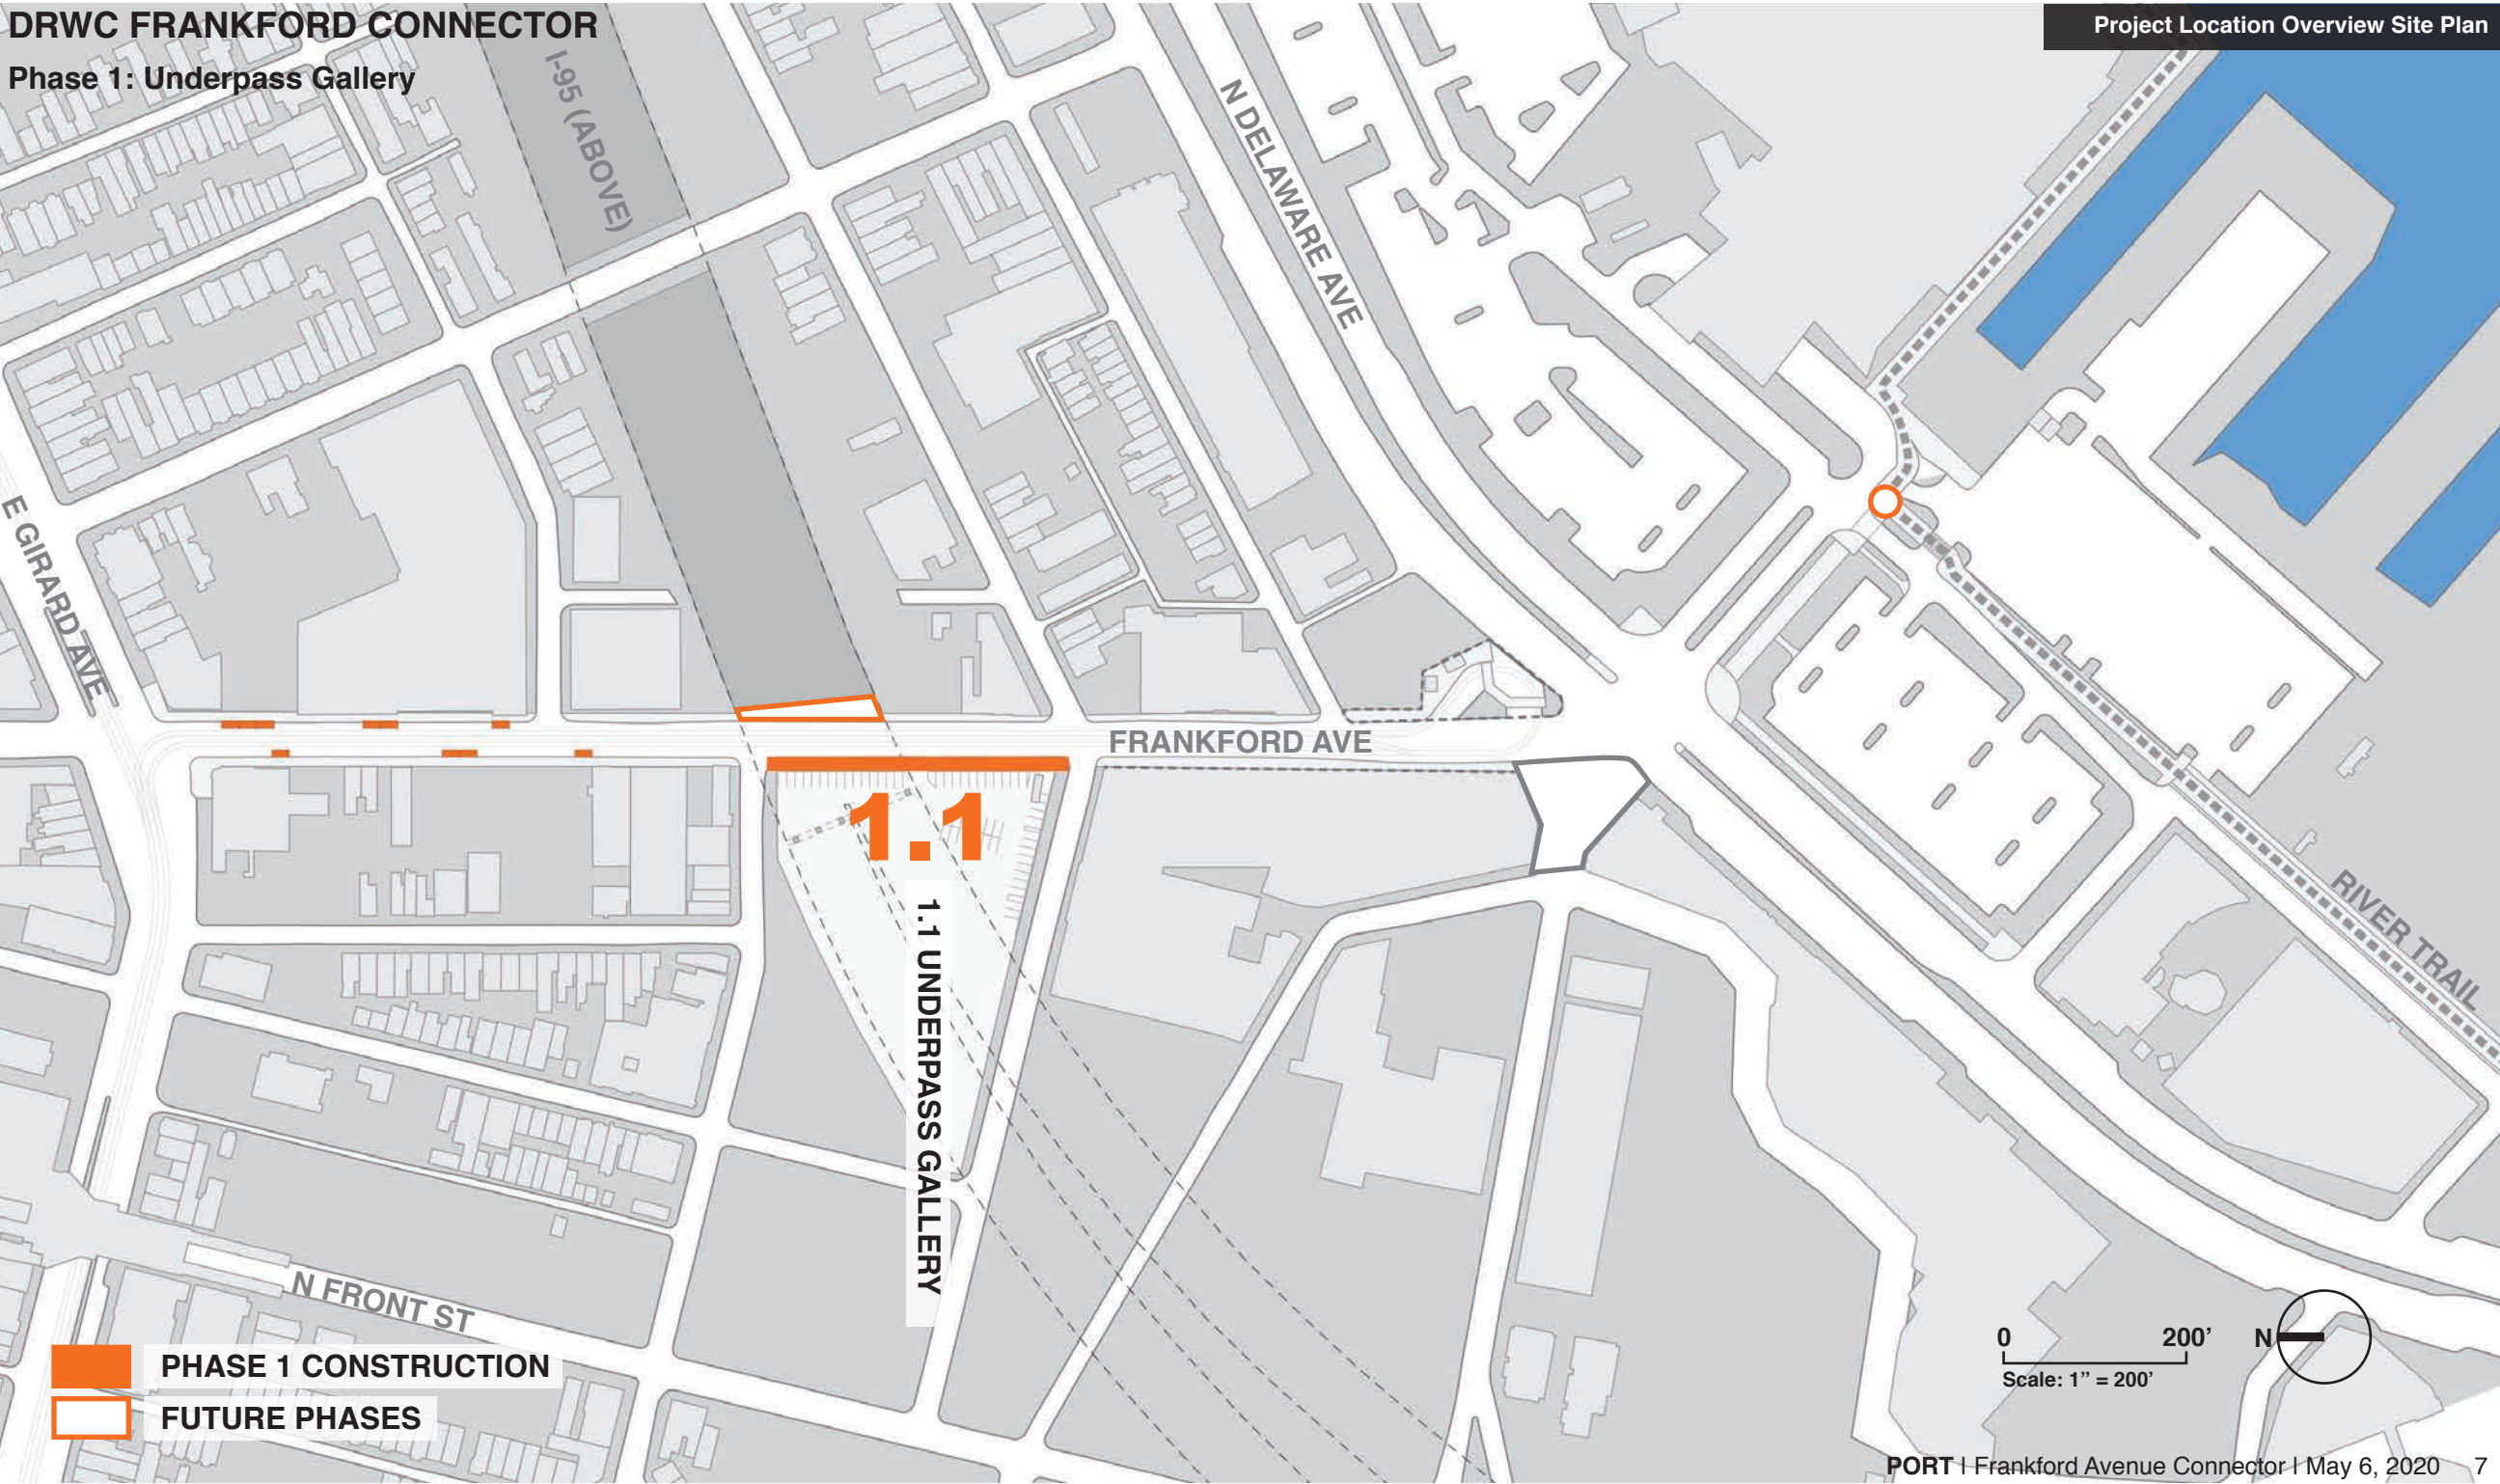 DRWC FRANKFORD CONNECTOR
Phase 1: Underpass Gallery
Project Location Overview Site Plan
I-95 (ABOVE)
N DELAWARE AVE
E GIRARD AVE
FRANKFORD AVE
1.1
1.1 UNDERPASS GALLERY
RIVER TRAIL
N FRONT ST
PHASE 1 CONSTRUCTION
FUTURE PHASES
0 200’ N
Scale: 1” = 200’
PORT | Frankford Avenue Connector | May 6, 2020 7